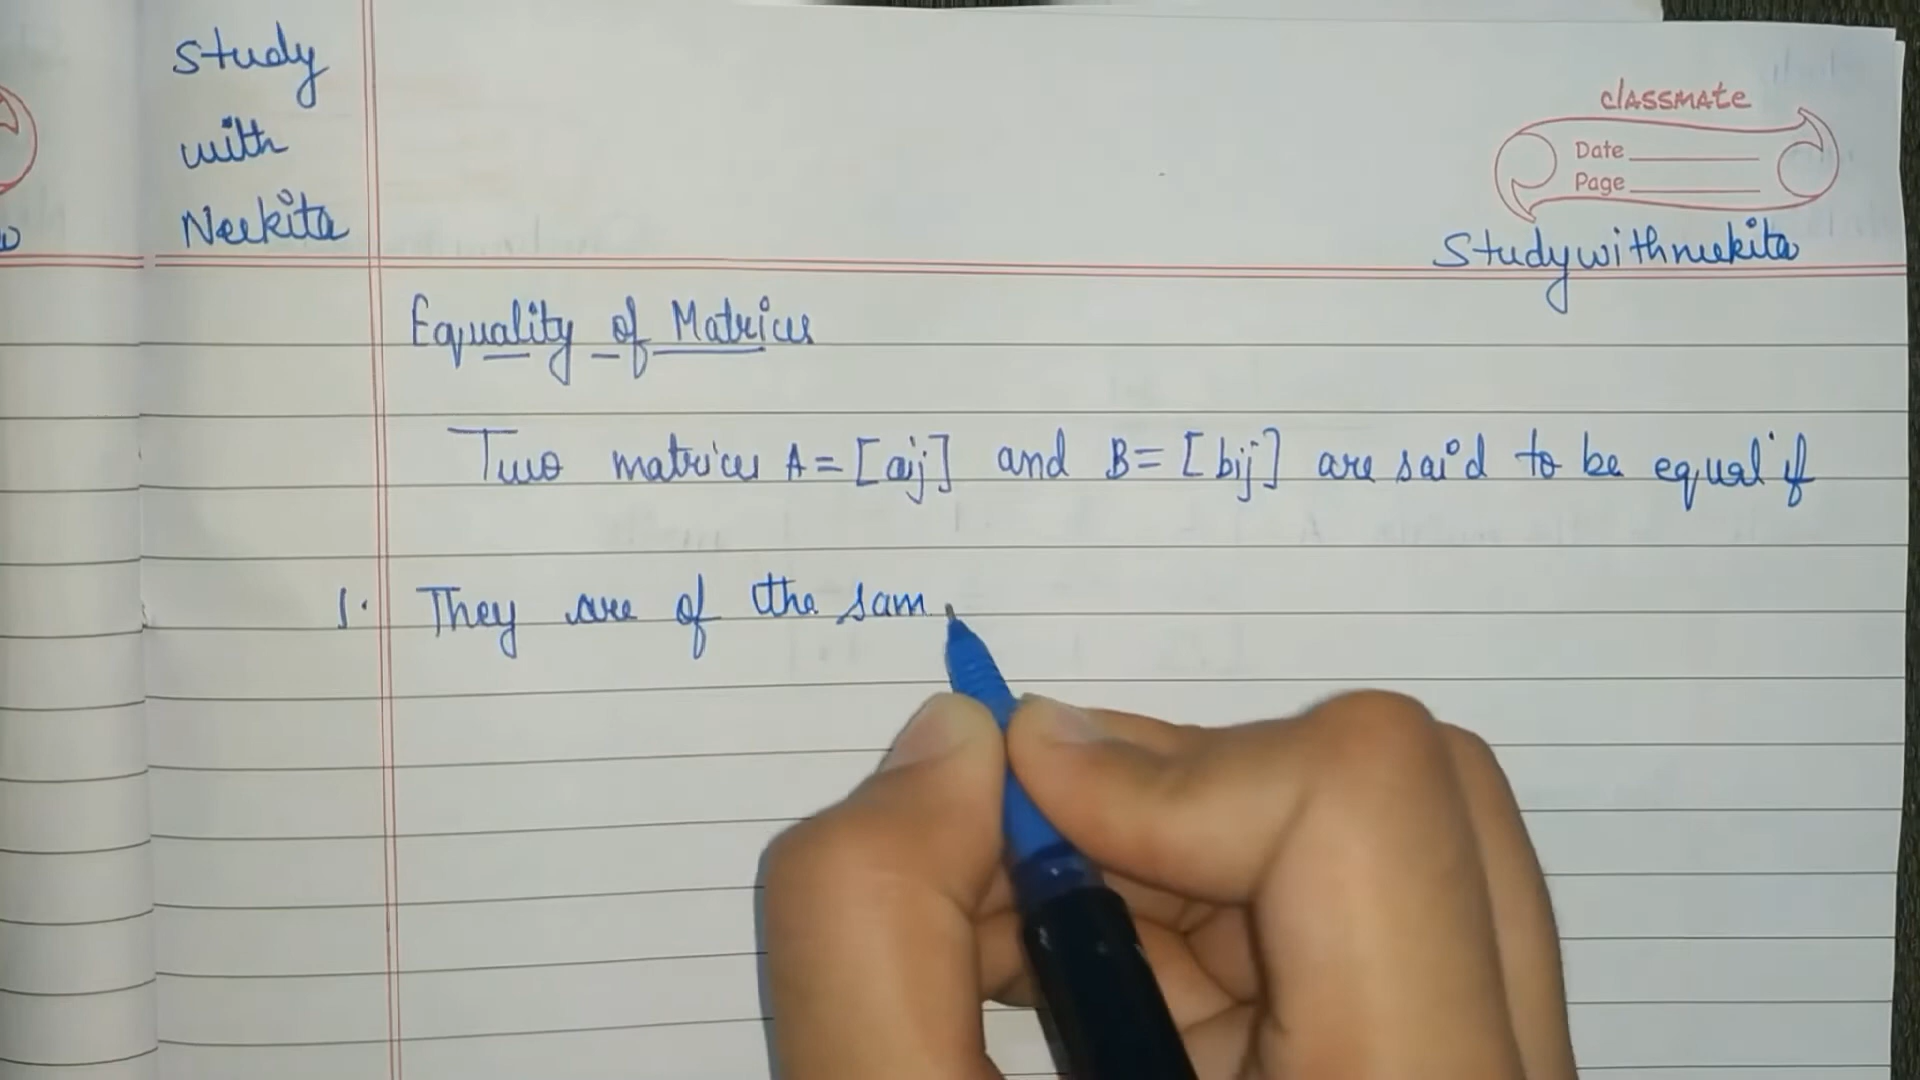 Study
with
Neekita
classmate
Date
Page
Studywithneekita
Equality of Matrices
Two matrices A = [aij] and B = [bij] are said to be equal if
1. They are of the sam